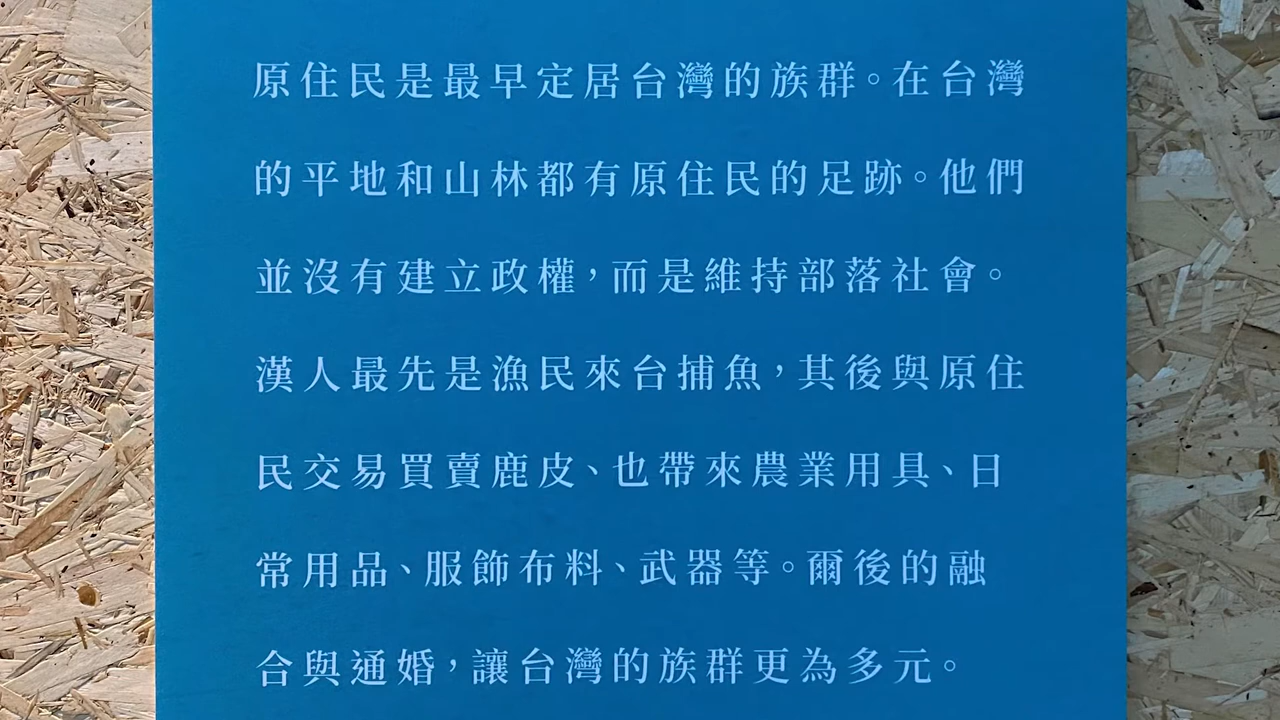 原住民是最早定居台灣的族群。在台灣
的平地和山林都有原住民的足跡。他們
並沒有建立政權，而是維持部落社會。
漢人最先是漁民來台捕魚，其後與原住
民交易買賣鹿皮、也帶來農業用具、日
常用品、服飾布料、武器等。爾後的融
合與通婚，讓台灣的族群更為多元。